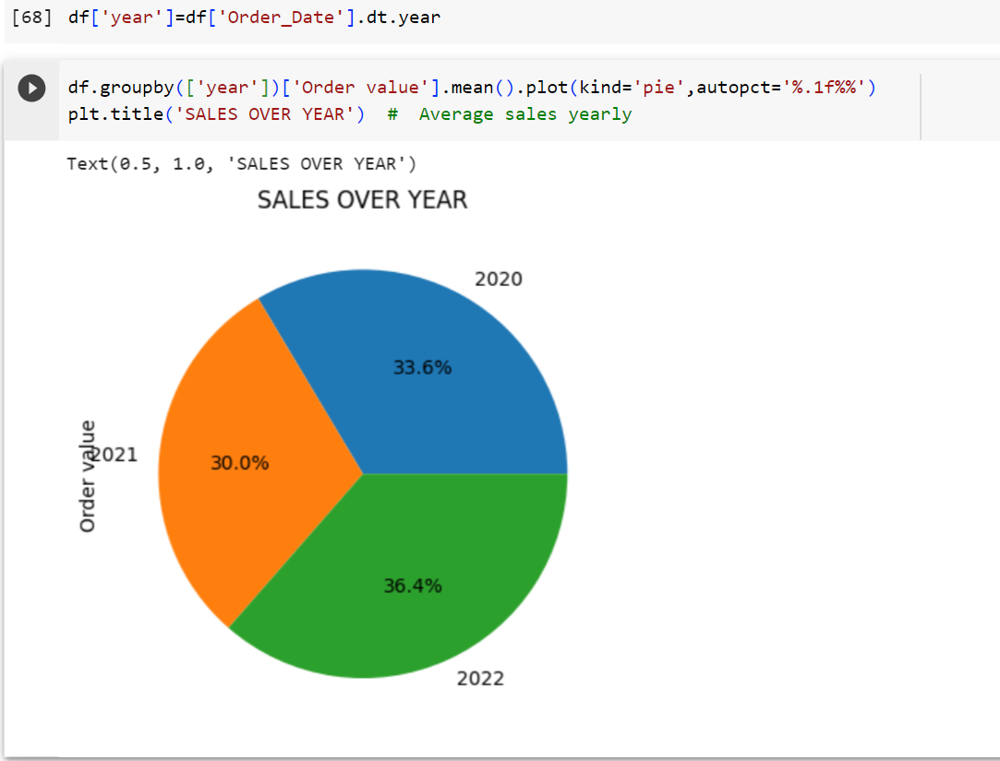 [68] df['year']=df['Order_Date'].dt.year
df.groupby(['year'])['Order value'].mean().plot(kind='pie',autopct='%.1f%%')
plt.title('SALES OVER YEAR')  #  Average sales yearly
Text(0.5, 1.0, 'SALES OVER YEAR')
SALES OVER YEAR
2020
33.6%
Order value
2021
30.0%
36.4%
2022